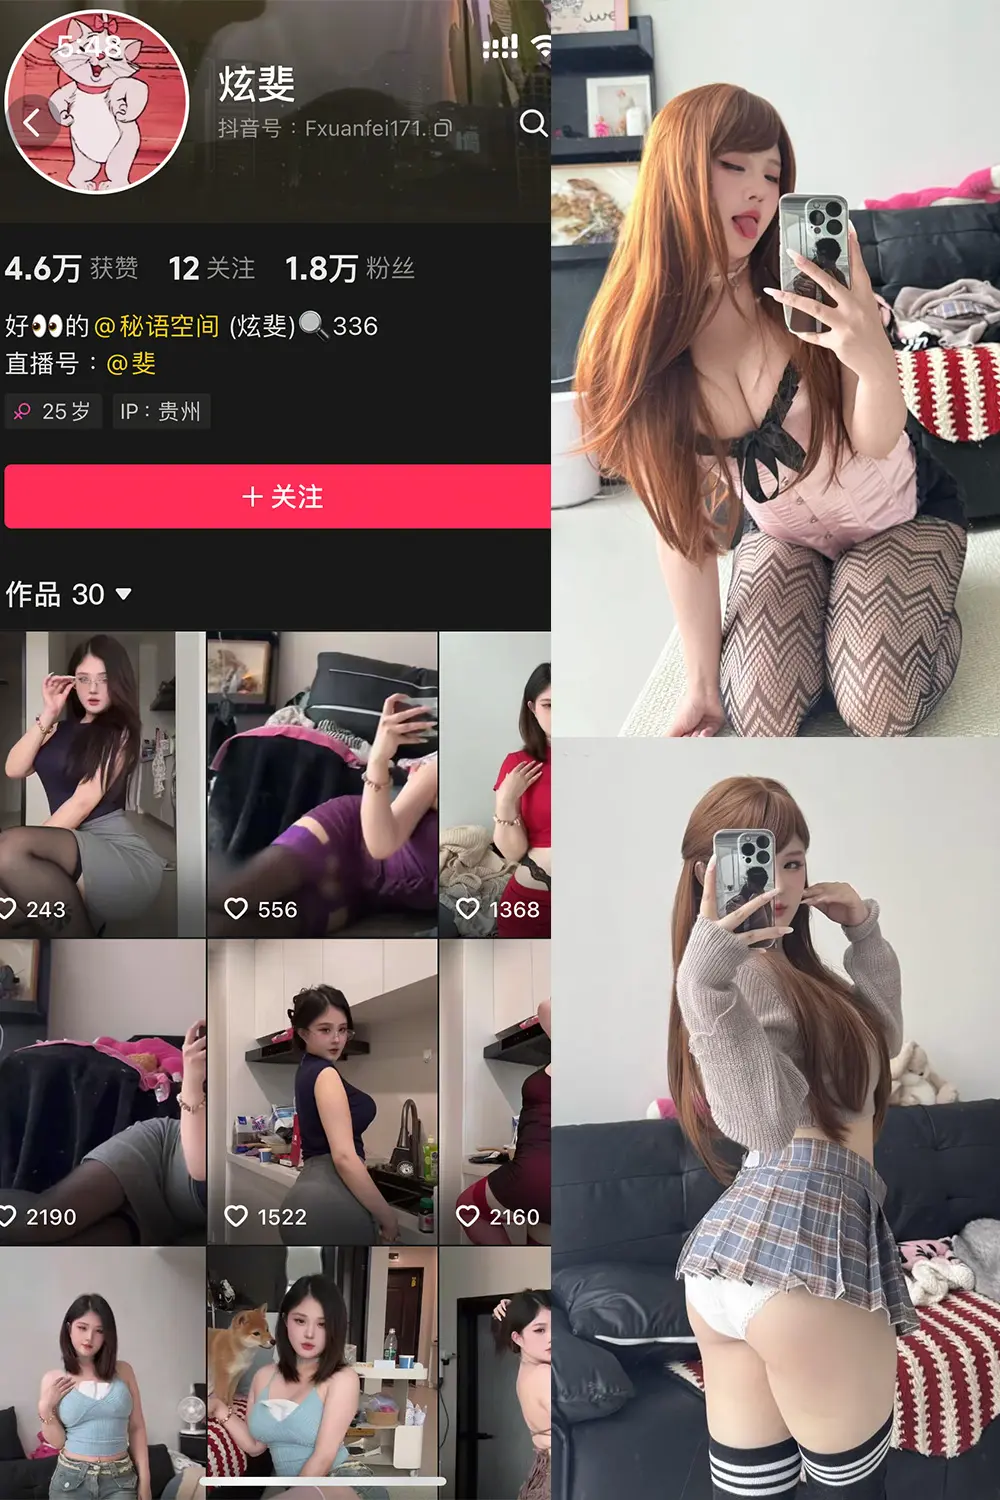 5:48
炫斐
抖音号：Fxuanfei171.
4.6万 获赞 12 关注 1.8万 粉丝
好👀的 @秘语空间 (炫斐)🔍336
直播号：@斐
25岁 IP：贵州
+ 关注
作品 30
243 556 1368
2190 1522 2160